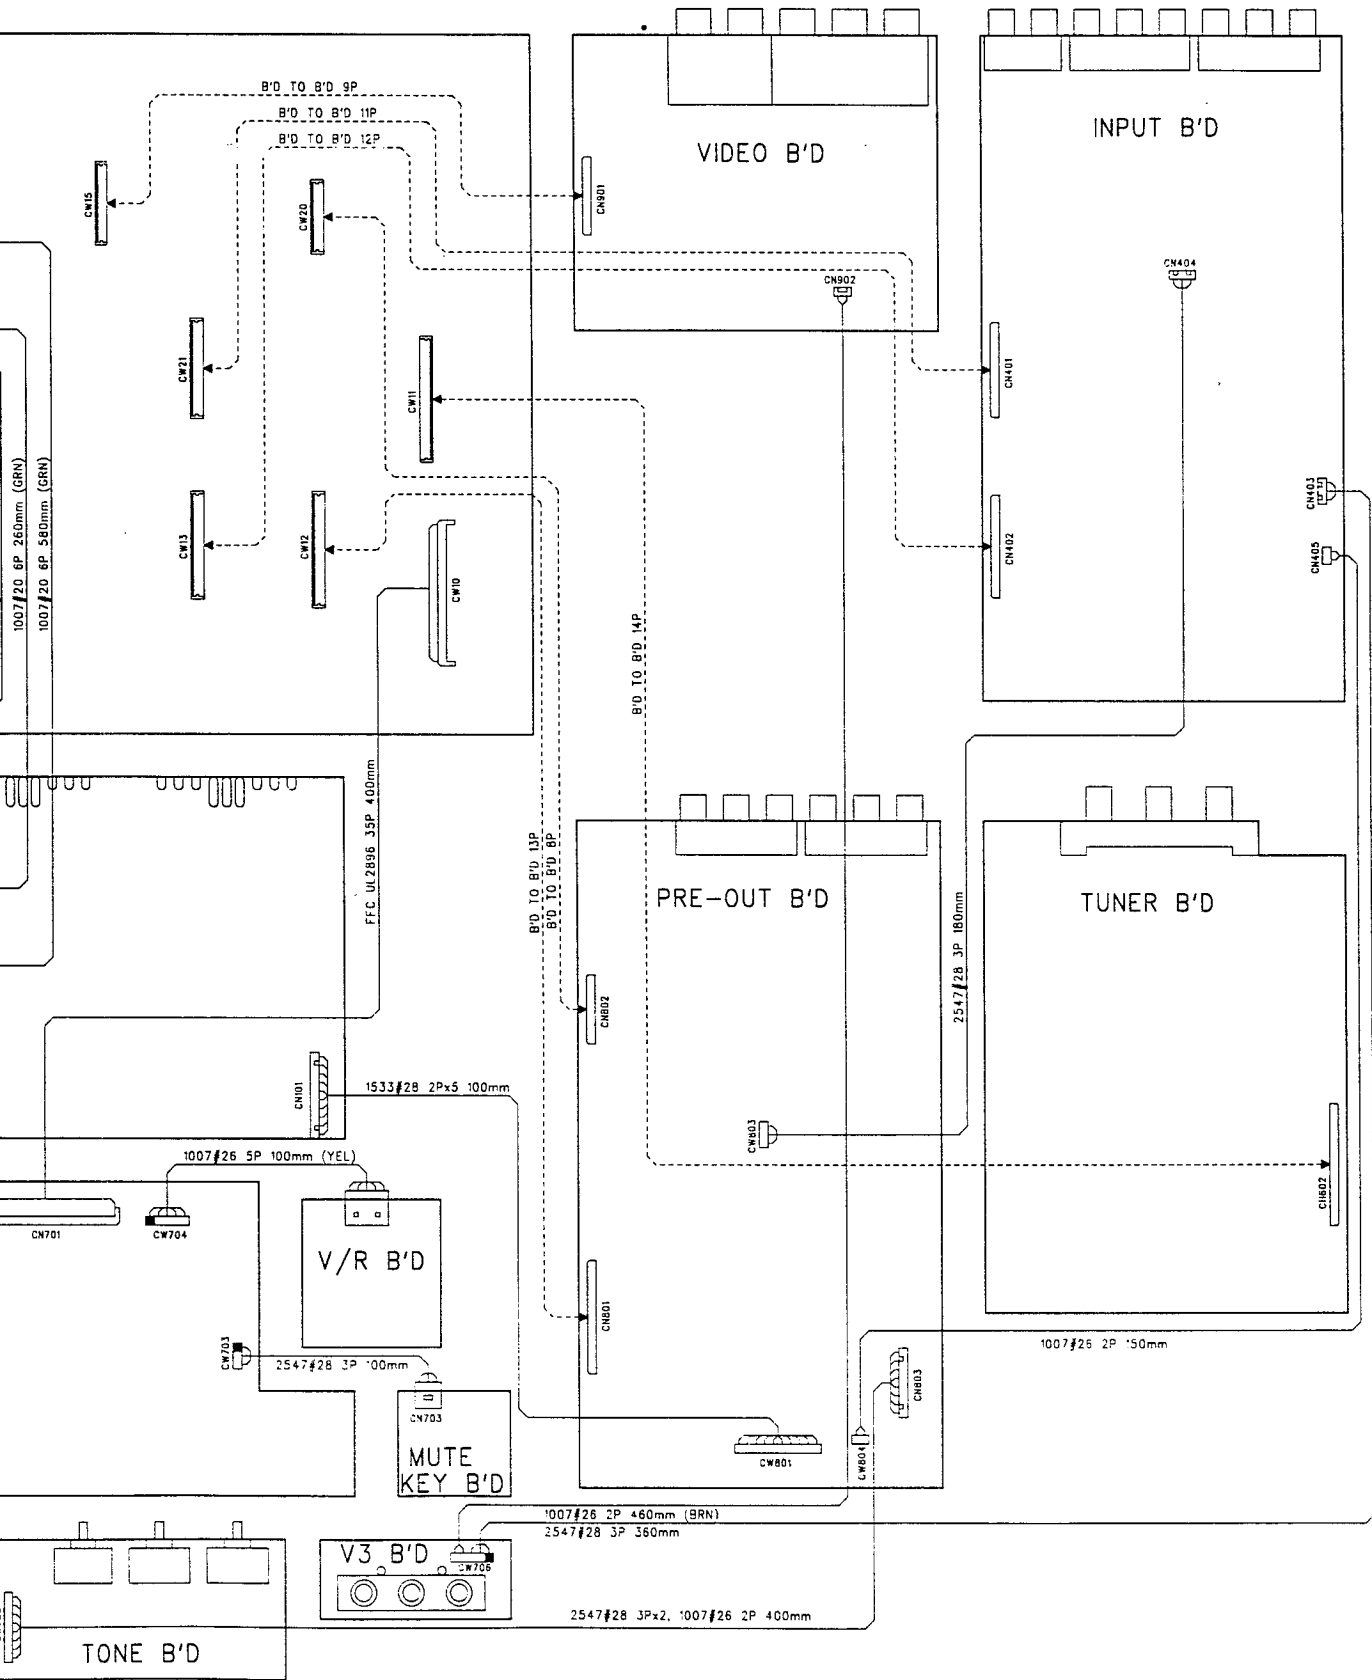 B'D TO B'D 9P
B'D TO B'D 11P
B'D TO B'D 12P
VIDEO B'D
INPUT B'D
CW15
CW20
CN901
CN902
CN404
CW21
CW11
CN401
1007#20 6P 260mm (GRN)
1007#20 6P 580mm (GRN)
CW13
CW12
CW10
CN402
CN403
CN405
B'D TO B'D 14P
FFC UL2896 35P 400mm
B'D TO B'D 13P
B'D TO B'D 8P
PRE-OUT B'D
2547#28 3P 180mm
TUNER B'D
CN802
CN101
1533#28 2Px5 100mm
CW803
1007#26 5P 100mm (YEL)
CN701
CW704
V/R B'D
CN801
CN602
CW703
2547#28 3P 100mm
1007#26 2P 150mm
CN803
CN703
MUTE
KEY B'D
CW801
CW804
1007#26 2P 460mm (BRN)
2547#28 3P 360mm
V3 B'D
CW706
2547#28 3Px2, 1007#26 2P 400mm
TONE B'D